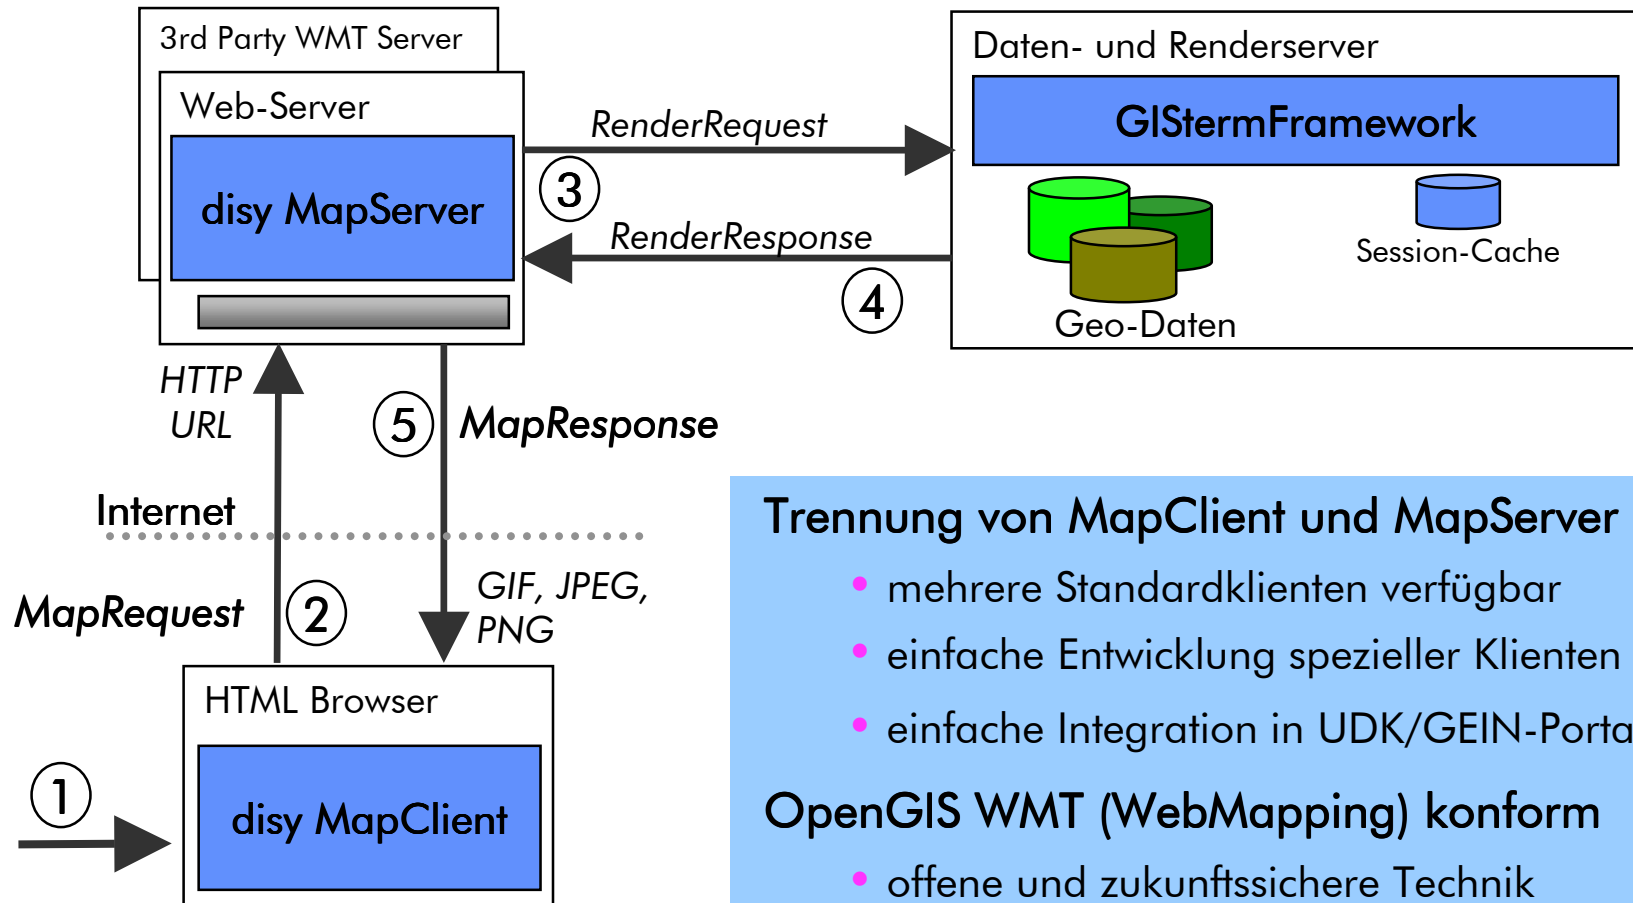 3rd Party WMT Server
Web-Server
disy MapServer
RenderRequest
3
RenderResponse
4
Daten- und Renderserver
GIStermFramework
Geo-Daten
Session-Cache
HTTP
URL
5
MapResponse
Internet
MapRequest
2
GIF, JPEG,
PNG
HTML Browser
1
disy MapClient
Trennung von MapClient und MapServer
• mehrere Standardklienten verfügbar
• einfache Entwicklung spezieller Klienten
• einfache Integration in UDK/GEIN-Porta
OpenGIS WMT (WebMapping) konform
• offene und zukunftssichere Technik